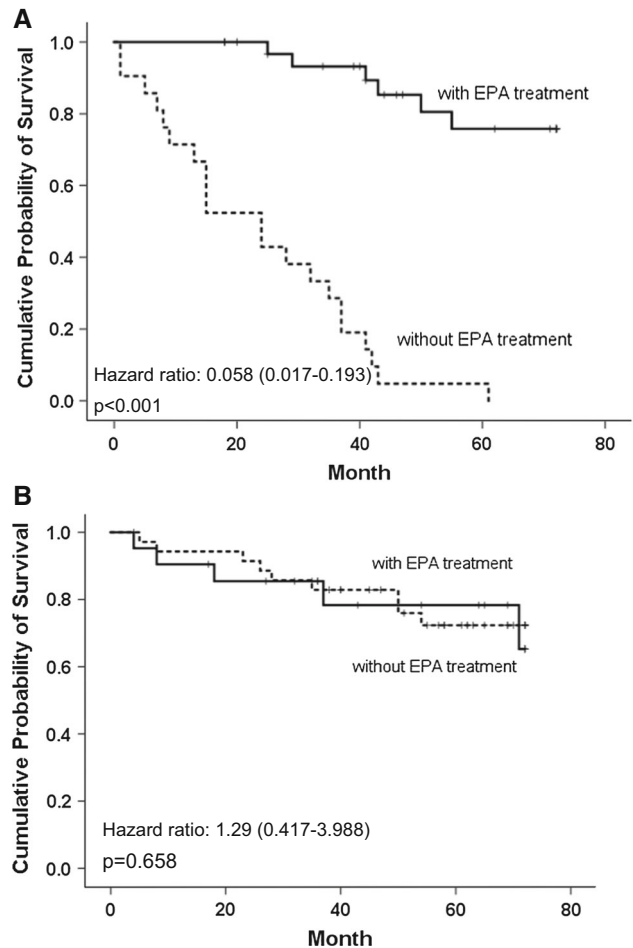 A
Cumulative Probability of Survival
1.0
0.8
0.6
0.4
0.2
0.0
with EPA treatment
without EPA treatment
Hazard ratio: 0.058 (0.017-0.193)
p<0.001
0 20 40 60 80
Month
B
Cumulative Probability of Survival
1.0
0.8
0.6
0.4
0.2
0.0
with EPA treatment
without EPA treatment
Hazard ratio: 1.29 (0.417-3.988)
p=0.658
0 20 40 60 80
Month